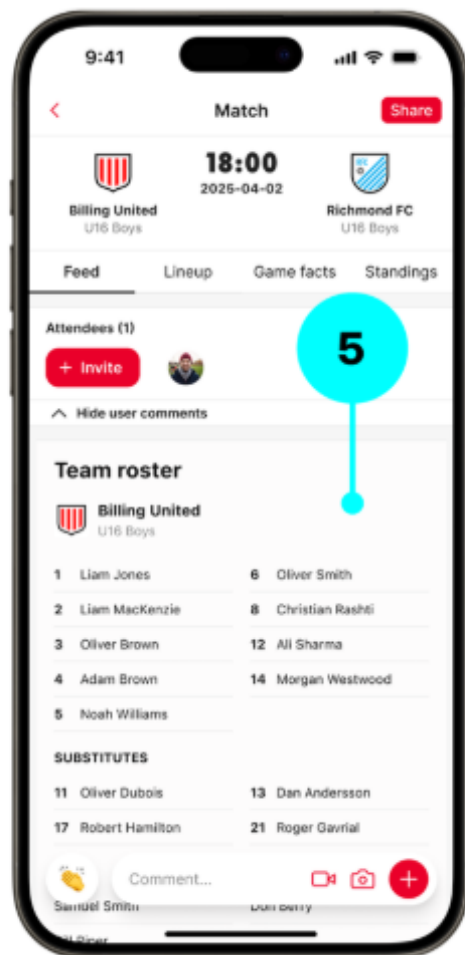 9:41
Match
Share
18:00
2025-04-02
Billing United
U16 Boys
Richmond FC
U16 Boys
Feed Lineup Game facts Standings
Attendees (1)
+ Invite
5
Hide user comments
Team roster
Billing United
U16 Boys
1 Liam Jones
6 Oliver Smith
2 Liam MacKenzie
8 Christian Rashti
3 Oliver Brown
12 Ali Sharma
4 Adam Brown
14 Morgan Westwood
5 Noah Williams
SUBSTITUTES
11 Oliver Dubois
13 Dan Andersson
17 Robert Hamilton
21 Roger Gavrial
Comment...
Samuel Smith